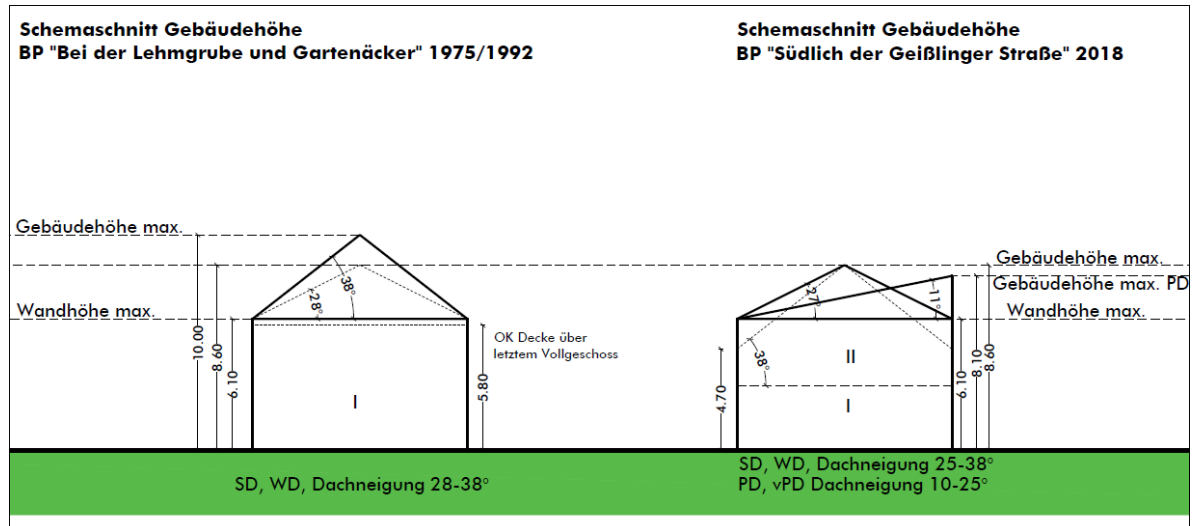 Schemaschnitt Gebäudehöhe
BP "Bei der Lehmgrube und Gartenäcker" 1975/1992
Gebäudehöhe max.
Wandhöhe max.
10.00
8.60
6.10
28°
38°
I
5.80
OK Decke über
letztem Vollgeschoss
SD, WD, Dachneigung 28-38°
Schemaschnitt Gebäudehöhe
BP "Südlich der Geißlinger Straße" 2018
Gebäudehöhe max.
Gebäudehöhe max. PD
Wandhöhe max.
27°
11°
38°
II
I
4.70
6.10
8.10
8.60
SD, WD, Dachneigung 25-38°
PD, vPD Dachneigung 10-25°